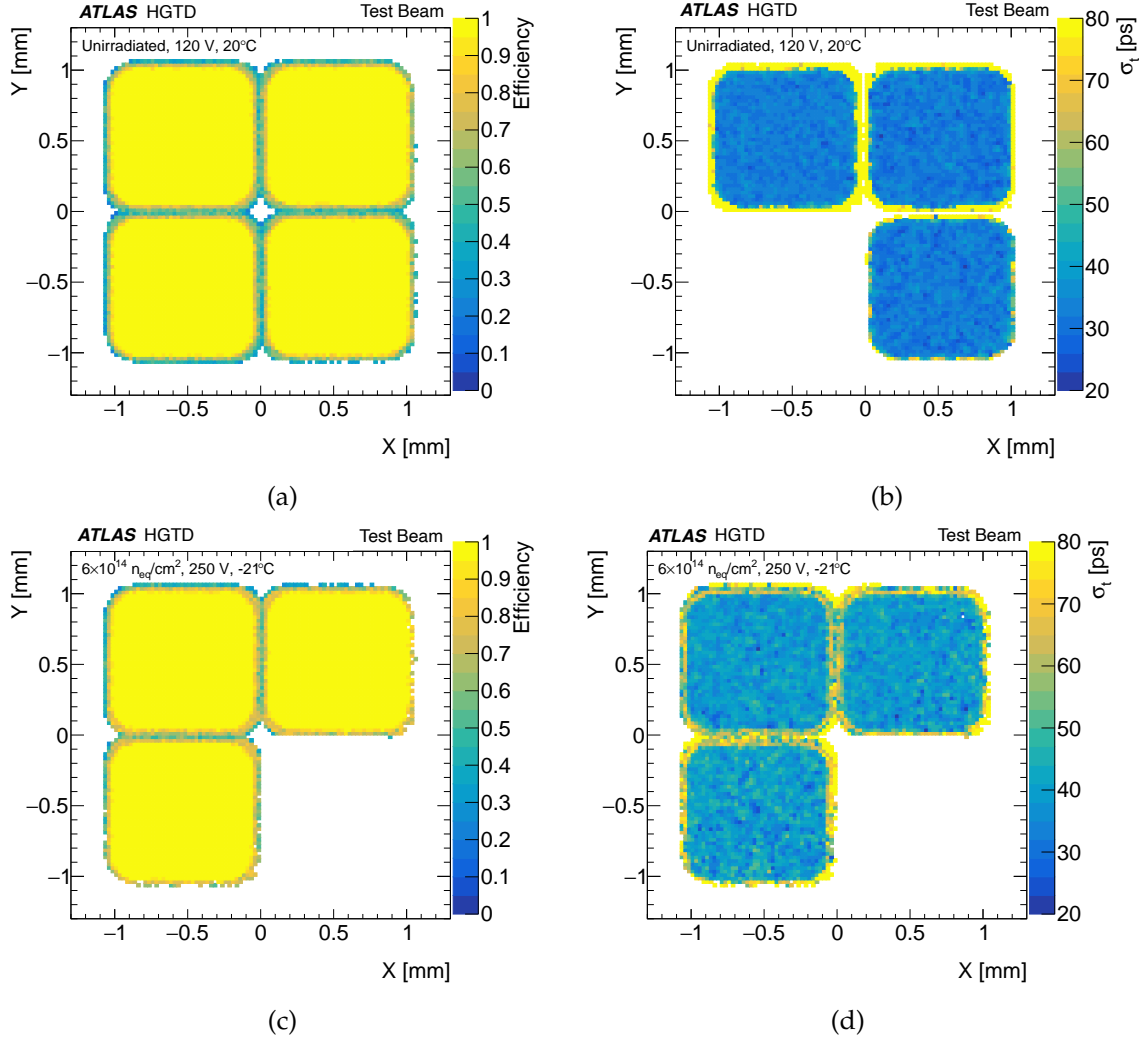 ATLAS HGTD Test Beam
Unirradiated, 120 V, 20°C
Y [mm]
1
0.5
0
−0.5
−1
−1 −0.5 0 0.5 1
X [mm]
1
0.9
0.8
0.7
0.6
0.5
0.4
0.3
0.2
0.1
0
Efficiency
(a)
ATLAS HGTD Test Beam
Unirradiated, 120 V, 20°C
Y [mm]
1
0.5
0
−0.5
−1
−1 −0.5 0 0.5 1
X [mm]
80
70
60
50
40
30
20
σt [ps]
(b)
ATLAS HGTD Test Beam
6×10¹⁴ neq/cm², 250 V, -21°C
Y [mm]
1
0.5
0
−0.5
−1
−1 −0.5 0 0.5 1
X [mm]
1
0.9
0.8
0.7
0.6
0.5
0.4
0.3
0.2
0.1
0
Efficiency
(c)
ATLAS HGTD Test Beam
6×10¹⁴ neq/cm², 250 V, -21°C
Y [mm]
1
0.5
0
−0.5
−1
−1 −0.5 0 0.5 1
X [mm]
80
70
60
50
40
30
20
σt [ps]
(d)